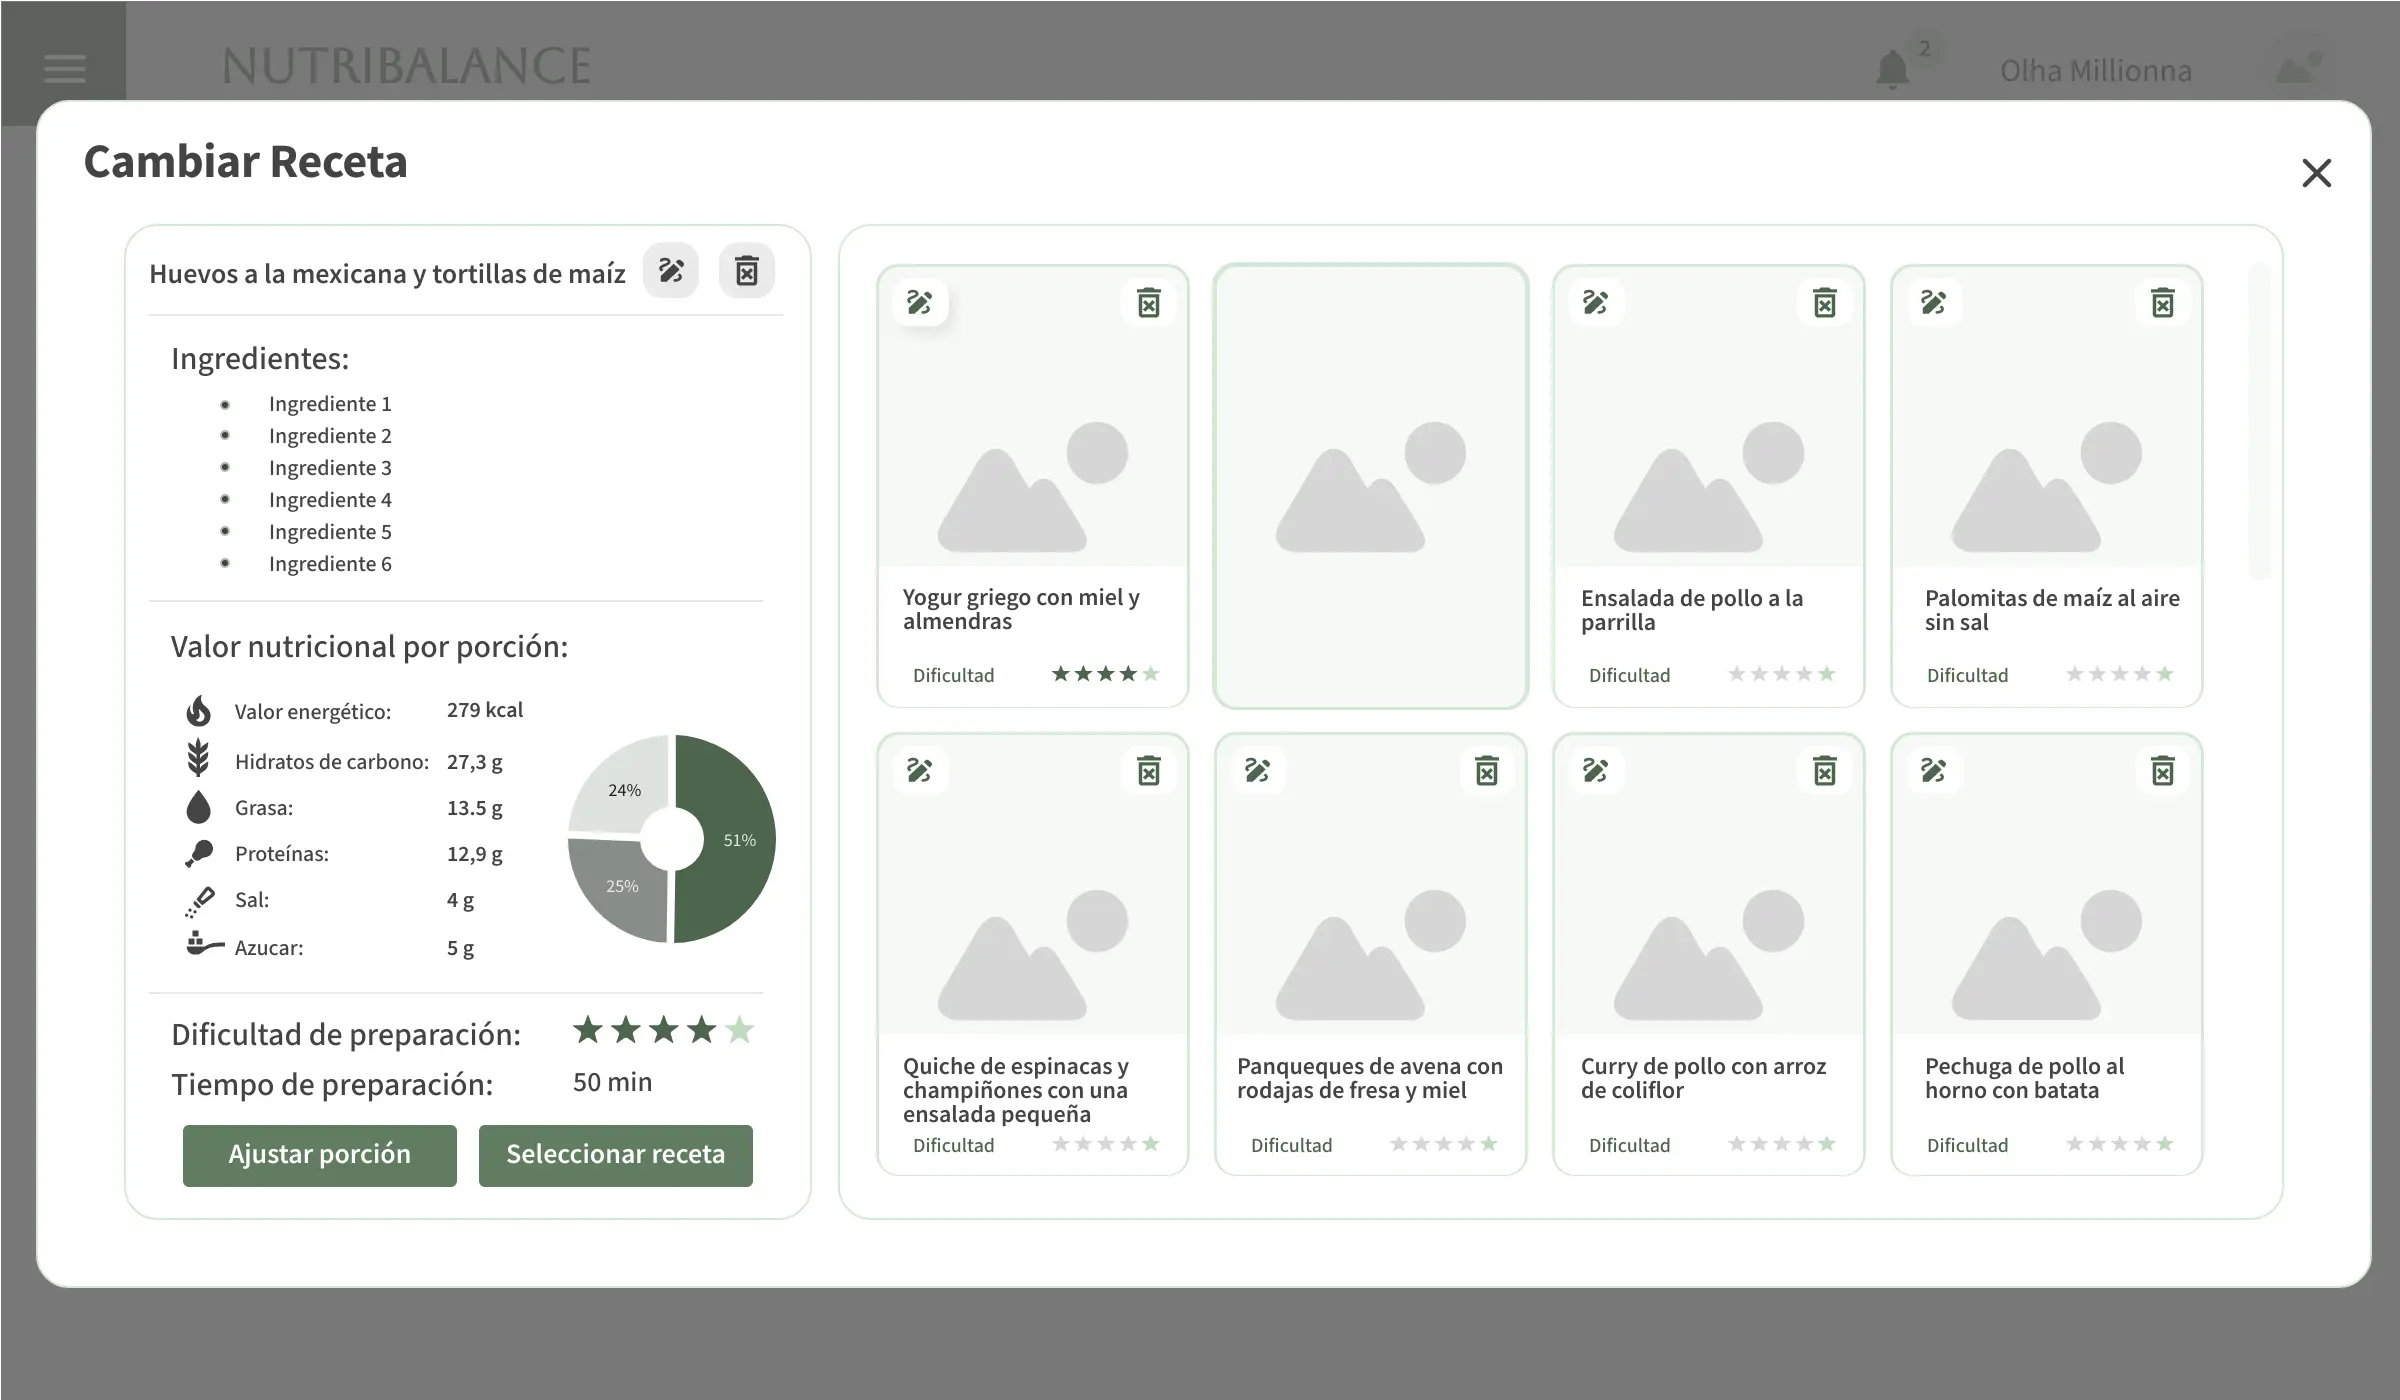 NUTRIBALANCE
2
Olha Millionna
Cambiar Receta
Huevos a la mexicana y tortillas de maíz
Ingredientes:
Ingrediente 1
Ingrediente 2
Ingrediente 3
Ingrediente 4
Ingrediente 5
Ingrediente 6
Valor nutricional por porción:
Valor energético: 279 kcal
Hidratos de carbono: 27,3 g
Grasa: 13.5 g
Proteínas: 12,9 g
Sal: 4 g
Azucar: 5 g
24%
51%
25%
Dificultad de preparación:
Tiempo de preparación: 50 min
Ajustar porción
Seleccionar receta
Yogur griego con miel y
almendras
Dificultad
Ensalada de pollo a la
parrilla
Dificultad
Palomitas de maíz al aire
sin sal
Dificultad
Quiche de espinacas y
champiñones con una
ensalada pequeña
Dificultad
Panqueques de avena con
rodajas de fresa y miel
Dificultad
Curry de pollo con arroz
de coliflor
Dificultad
Pechuga de pollo al
horno con batata
Dificultad